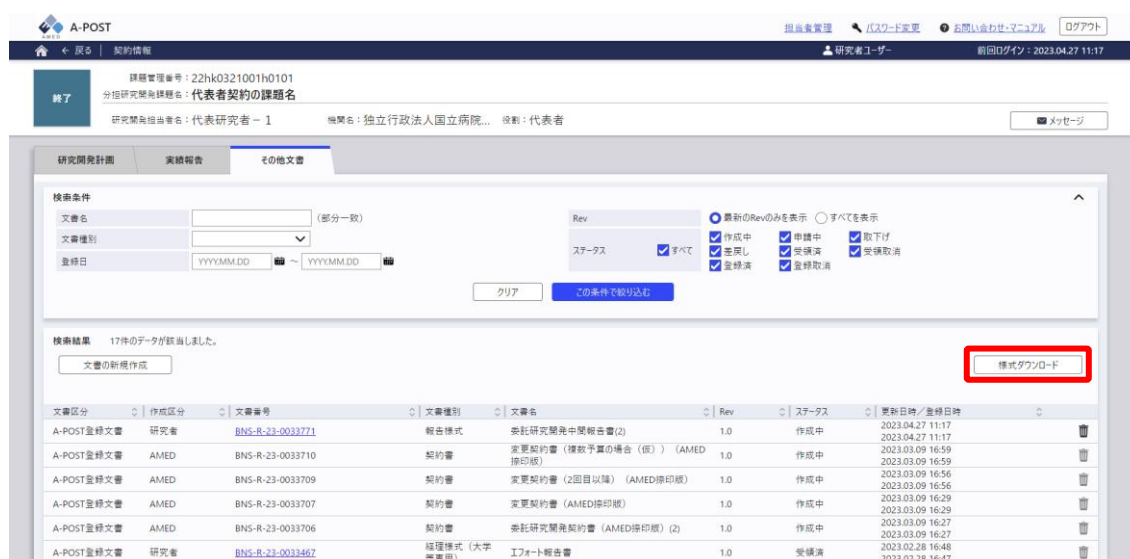 A-POST
AMED
担当者管理 パスワード変更 お問い合わせ・マニュアル ログアウト
← 戻る | 契約情報 研究者ユーザー 前回ログイン：2023.04.27 11:17
終了
課題管理番号：22hk0321001h0101
分担研究開発課題名：代表者契約の課題名
研究開発担当者名：代表研究者－1 機関名：独立行政法人国立病院... 役割：代表者 メッセージ
研究開発計画 実績報告 その他文書
検索条件
文書名 (部分一致) Rev 最新のRevのみを表示 すべてを表示
文書種別 ステータス すべて 作成中 申請中 取下げ
差戻し 受領済 受領取消
登録済 登録取消
登録日 YYYY.MM.DD ～ YYYY.MM.DD
クリア この条件で絞り込む
検索結果 17件のデータが該当しました。
文書の新規作成 様式ダウンロード
文書区分 作成区分 文書番号 文書種別 文書名 Rev ステータス 更新日時／登録日時
A-POST登録文書 研究者 BNS-R-23-0033771 報告様式 委託研究開発中間報告書(2) 1.0 作成中 2023.04.27 11:17
2023.04.27 11:17
A-POST登録文書 AMED BNS-R-23-0033710 契約書 変更契約書（複数予算の場合（仮））（AMED
捺印版） 1.0 作成中 2023.03.09 16:59
2023.03.09 16:59
A-POST登録文書 AMED BNS-R-23-0033709 契約書 変更契約書（2回目以降）（AMED捺印版） 1.0 作成中 2023.03.09 16:56
2023.03.09 16:56
A-POST登録文書 AMED BNS-R-23-0033707 契約書 変更契約書（AMED捺印版） 1.0 作成中 2023.03.09 16:29
2023.03.09 16:29
A-POST登録文書 AMED BNS-R-23-0033706 契約書 委託研究開発契約書（AMED捺印版）(2) 1.0 作成中 2023.03.09 16:27
2023.03.09 16:27
A-POST登録文書 研究者 BNS-R-23-0033467 経理様式（大学
等専用） エフォート報告書 1.0 受領済 2023.02.28 16:48
2023.02.28 16:47